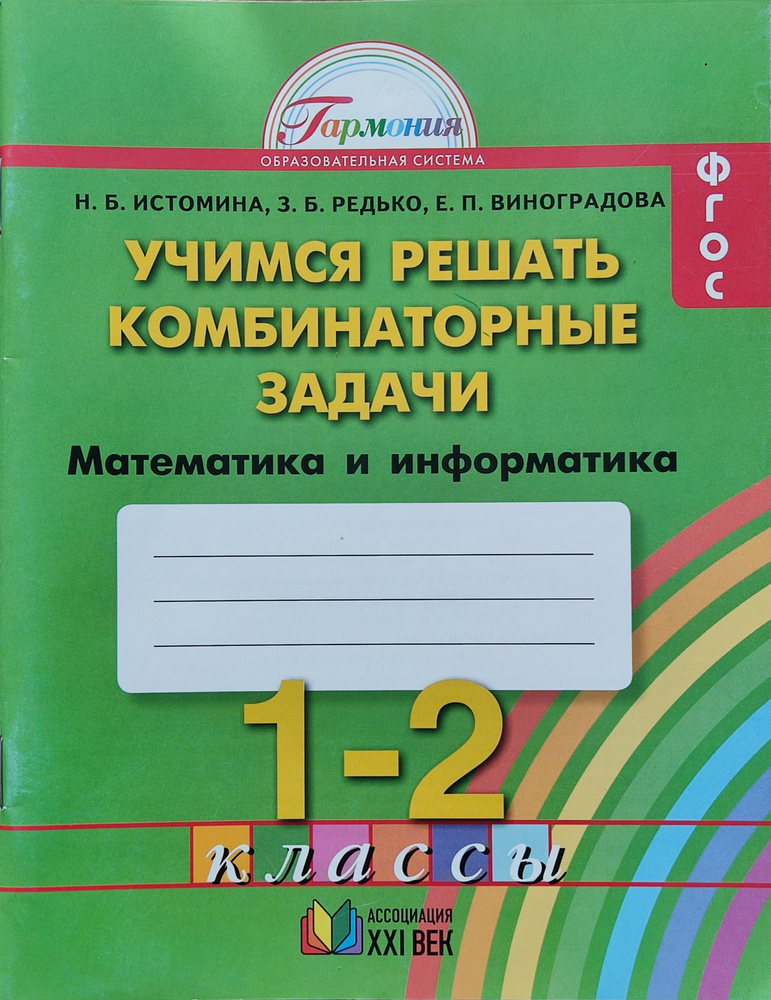 Гармония
ОБРАЗОВАТЕЛЬНАЯ СИСТЕМА
ФГОС
Н. Б. ИСТОМИНА, З. Б. РЕДЬКО, Е. П. ВИНОГРАДОВА
УЧИМСЯ РЕШАТЬ
КОМБИНАТОРНЫЕ
ЗАДАЧИ
Математика и информатика
1-2
классы
АССОЦИАЦИЯ
XXI ВЕК